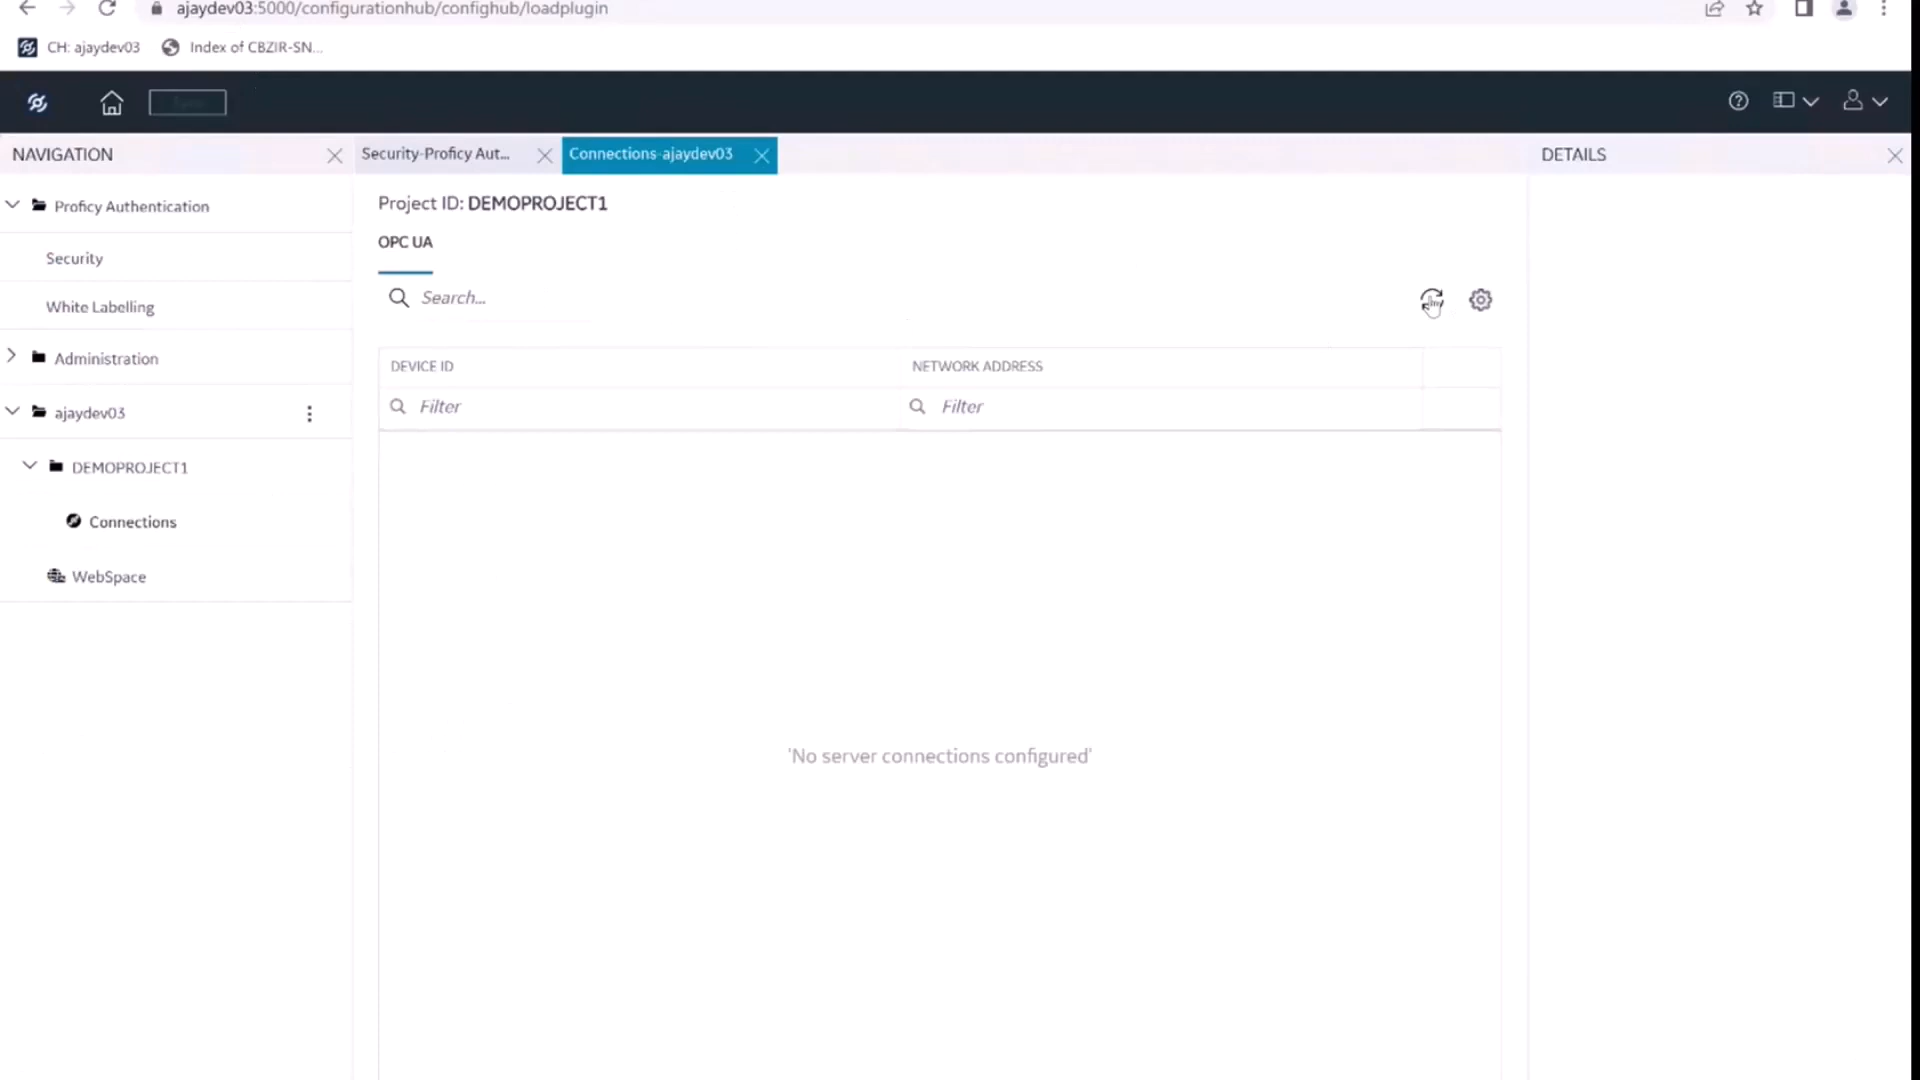 ajaydev03:5000/configurationhub/confighub/loadplugin
CH: ajaydev03
Index of CBZIR-SN...
NAVIGATION
Security-Proficy Aut...
Connections-ajaydev03
DETAILS
Proficy Authentication
Security
White Labelling
Administration
ajaydev03
DEMOPROJECT1
Connections
WebSpace
Project ID: DEMOPROJECT1
OPC UA
Search...
DEVICE ID
NETWORK ADDRESS
Filter
Filter
'No server connections configured'